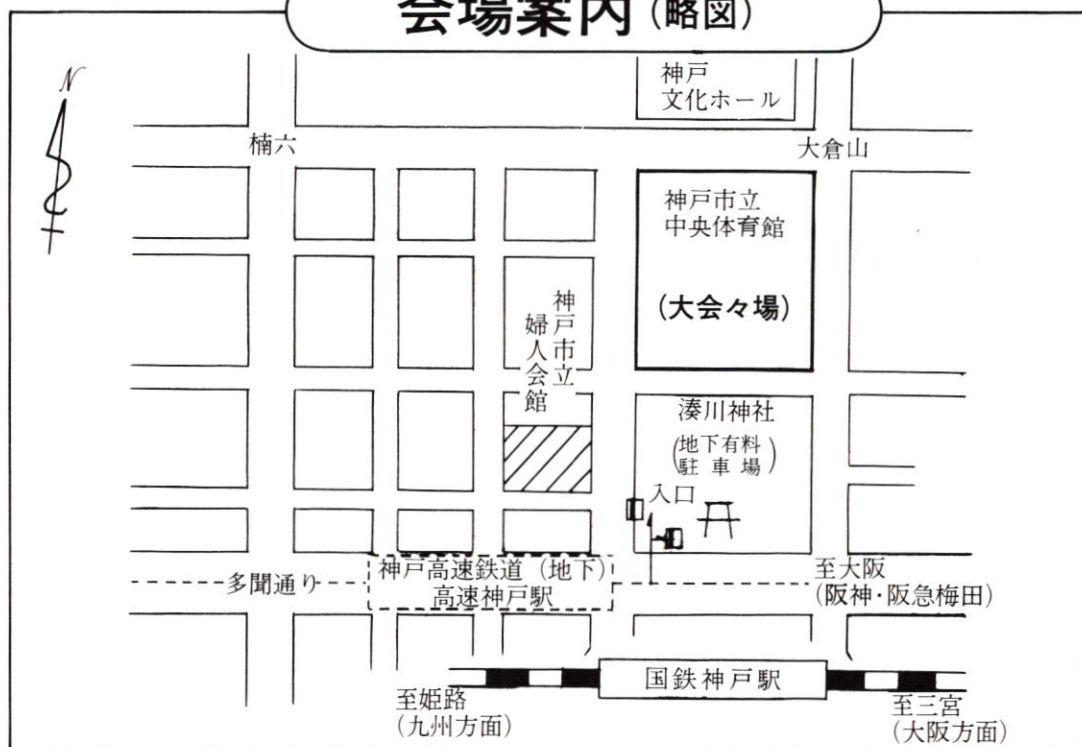 会場案内（略図）
N
神戸
文化ホール
楠六
大倉山
神戸市立
中央体育館
(大会々場)
神戸市立
婦人会館
湊川神社
(地下有料
駐車場)
入口
多聞通り
神戸高速鉄道（地下）
高速神戸駅
至大阪
(阪神・阪急梅田)
国鉄神戸駅
至姫路
(九州方面)
至三宮
(大阪方面)